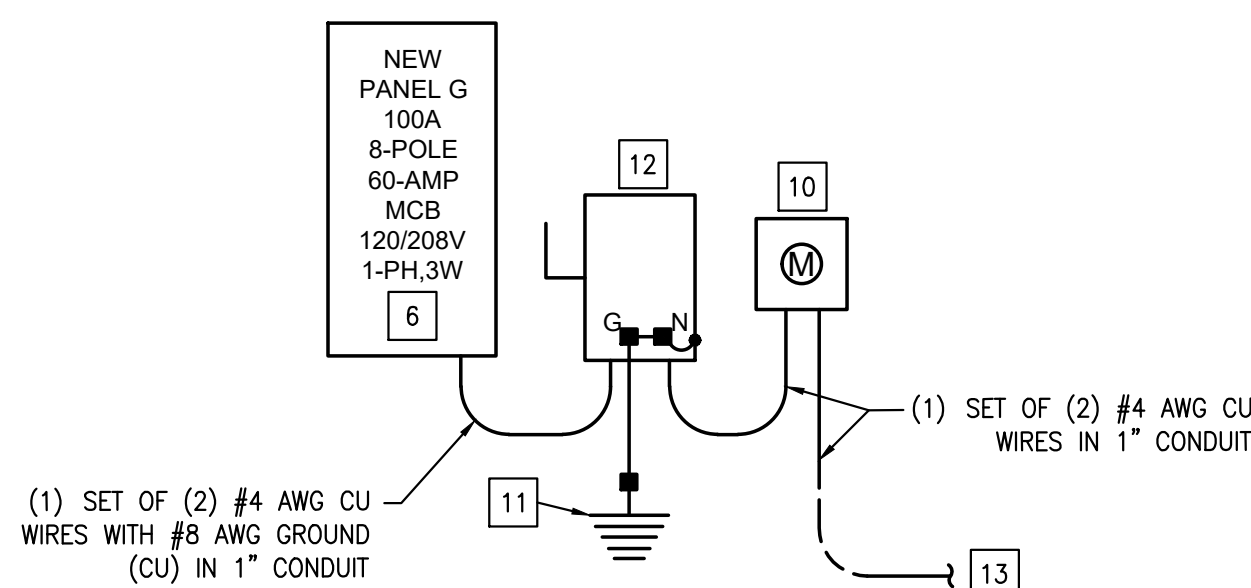 NEW
PANEL G
100A
8-POLE
60-AMP
MCB
120/208V
1-PH,3W
6
12
G
N
10
M
(1) SET OF (2) #4 AWG CU
WIRES IN 1" CONDUIT
(1) SET OF (2) #4 AWG CU
WIRES WITH #8 AWG GROUND
(CU) IN 1" CONDUIT
11
13